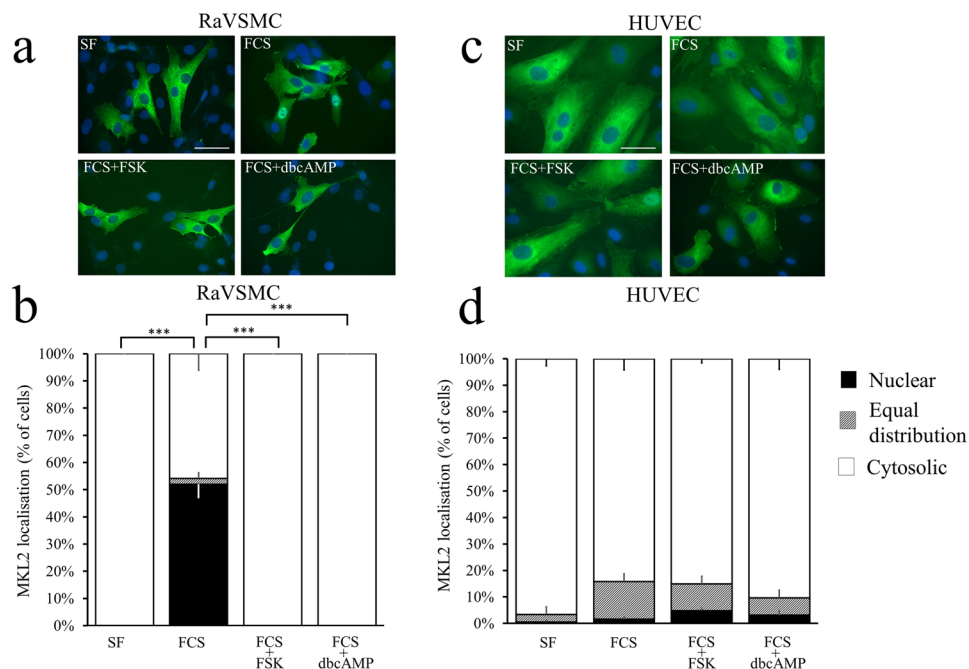 RaVSMC
a
SF
FCS
FCS+FSK
FCS+dbcAMP
HUVEC
c
SF
FCS
FCS+FSK
FCS+dbcAMP
RaVSMC
b
***
***
***
MKL2 localisation (% of cells)
100%
90%
80%
70%
60%
50%
40%
30%
20%
10%
0%
SF
FCS
FCS
+
FSK
FCS
+
dbcAMP
HUVEC
d
MKL2 localisation (% of cells)
100%
90%
80%
70%
60%
50%
40%
30%
20%
10%
0%
SF
FCS
FCS
+
FSK
FCS
+
dbcAMP
Nuclear
Equal
distribution
Cytosolic